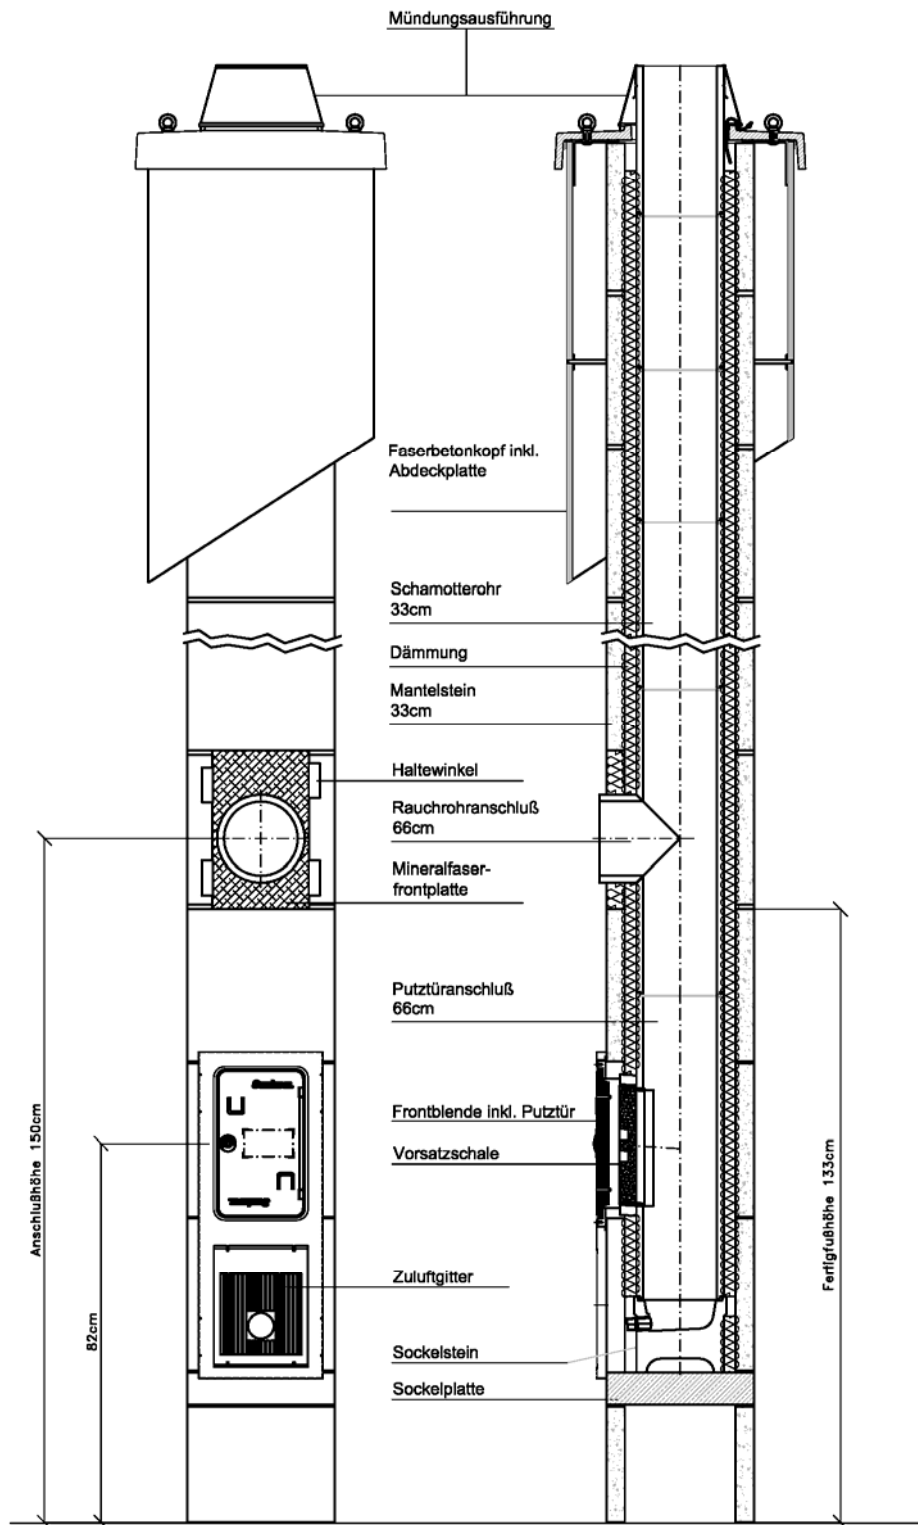 Mündungsausführung
Faserbetonkopf inkl.
Abdeckplatte
Schamotterohr
33cm
Dämmung
Mantelstein
33cm
Haltewinkel
Rauchrohranschluß
66cm
Mineralfaser-
frontplatte
Putztüranschluß
66cm
Frontblende inkl. Putztür
Vorsatzschale
Zuluftgitter
Sockelstein
Sockelplatte
Anschlußhöhe 150cm
82cm
Fertigfußhöhe 133cm